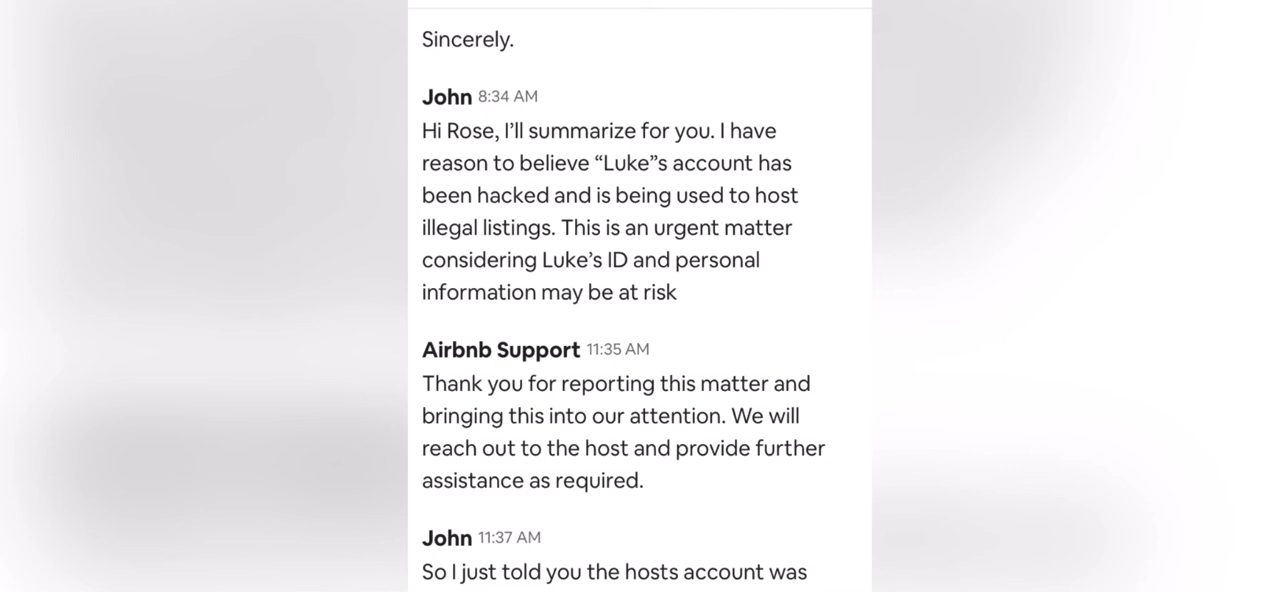 Sincerely.
John 8:34 AM
Hi Rose, I’ll summarize for you. I have
reason to believe “Luke”s account has
been hacked and is being used to host
illegal listings. This is an urgent matter
considering Luke’s ID and personal
information may be at risk
Airbnb Support 11:35 AM
Thank you for reporting this matter and
bringing this into our attention. We will
reach out to the host and provide further
assistance as required.
John 11:37 AM
So I just told you the hosts account was